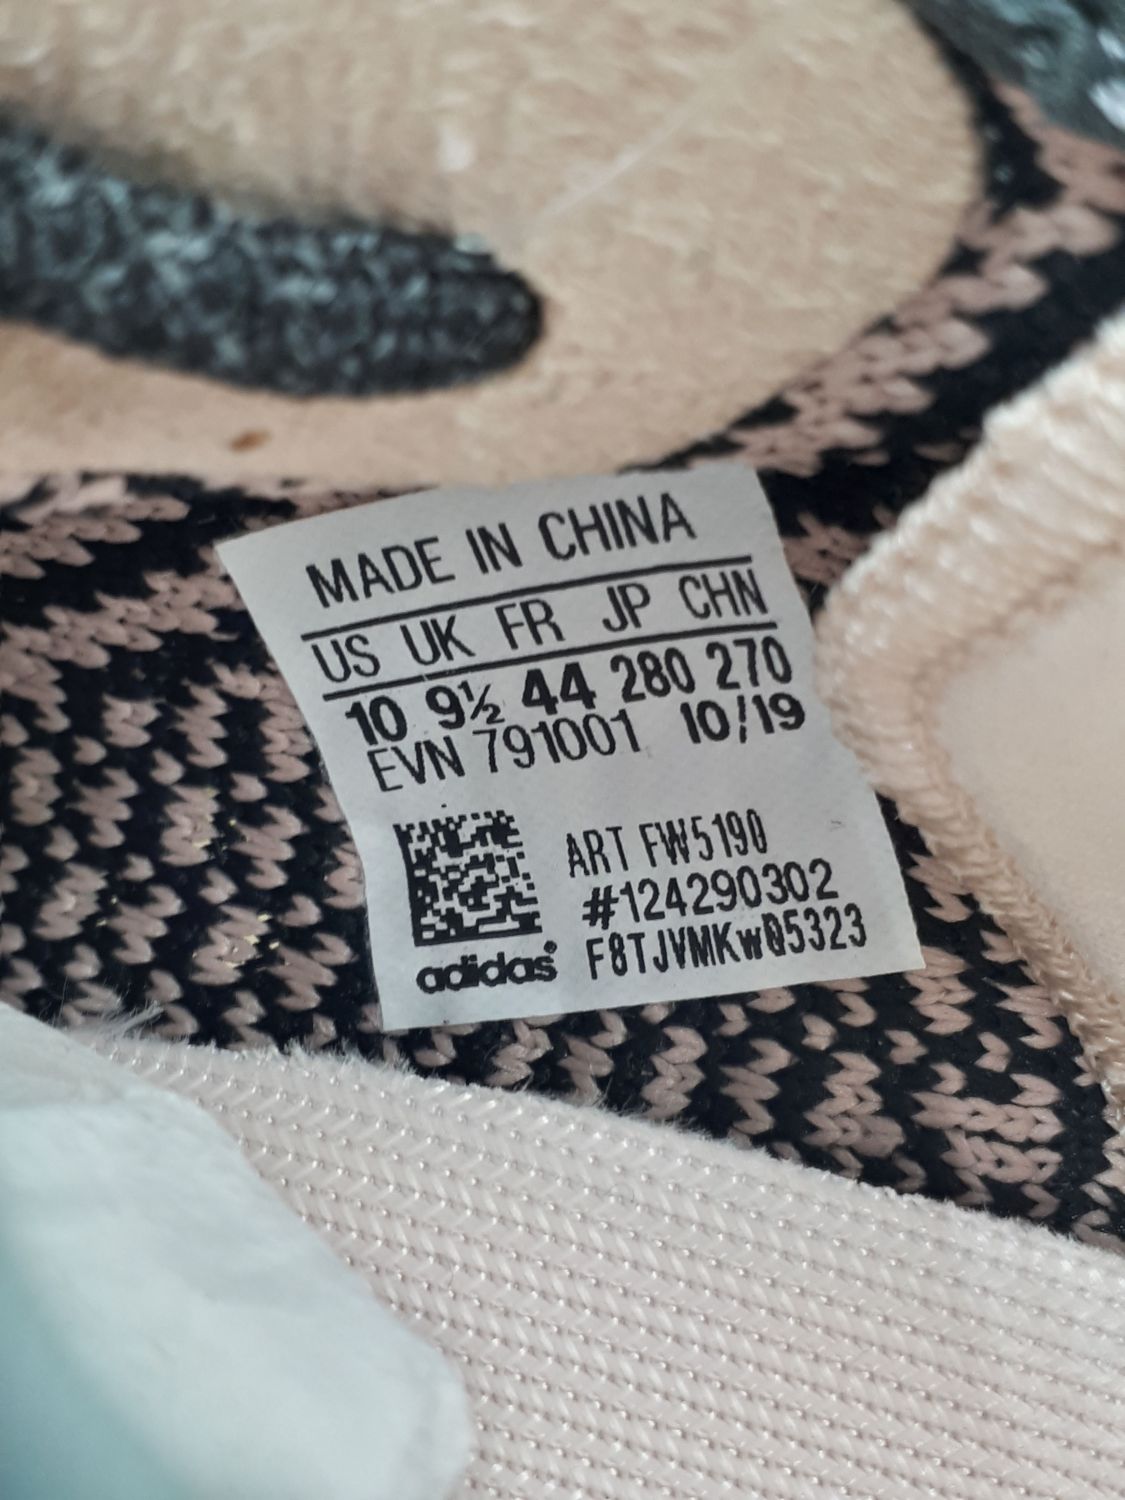 MADE IN CHINA
US UK FR JP CHN
10 9½ 44 280 270
EVN 791001 10/19
ART FW5190
#124290302
F8TJVMKwQ5323
adidas®